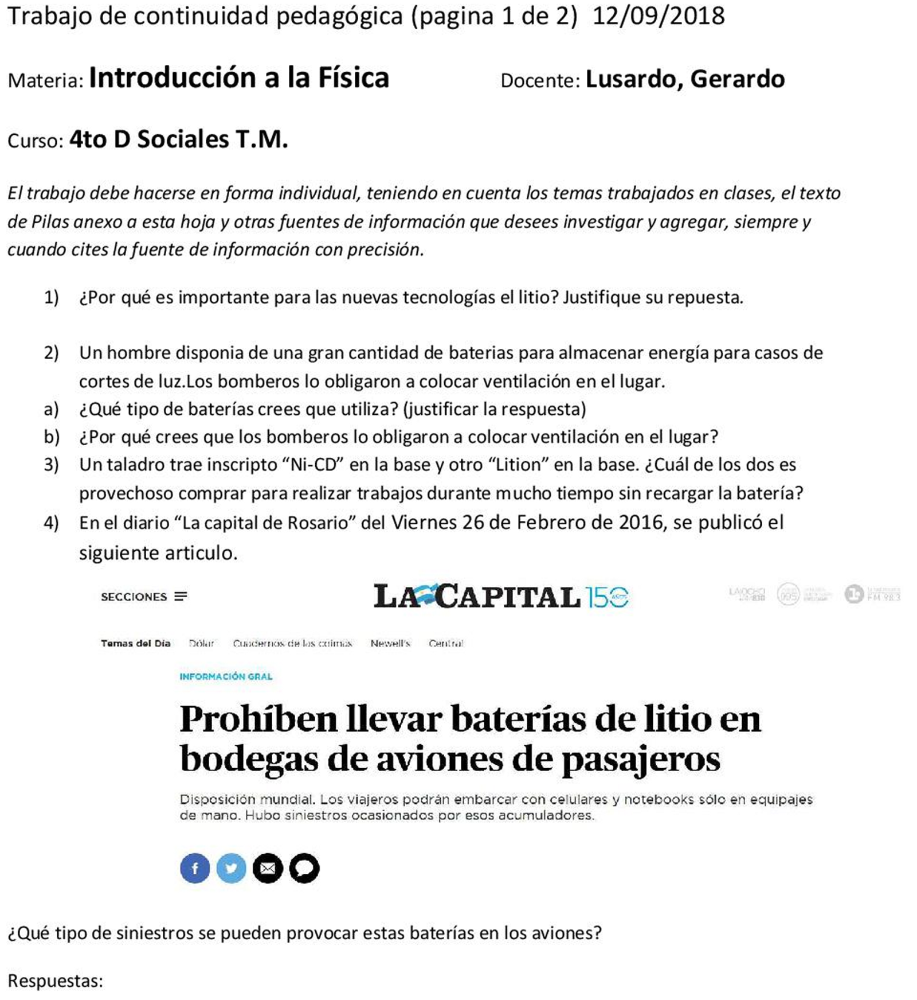 Trabajo de continuidad pedagógica (pagina 1 de 2)  12/09/2018
Materia: Introducción a la Física  Docente: Lusardo, Gerardo
Curso: 4to D Sociales T.M.
El trabajo debe hacerse en forma individual, teniendo en cuenta los temas trabajados en clases, el texto
de Pilas anexo a esta hoja y otras fuentes de información que desees investigar y agregar, siempre y
cuando cites la fuente de información con precisión.
1) ¿Por qué es importante para las nuevas tecnologías el litio? Justifique su repuesta.
2) Un hombre disponia de una gran cantidad de baterias para almacenar energía para casos de
cortes de luz.Los bomberos lo obligaron a colocar ventilación en el lugar.
a) ¿Qué tipo de baterías crees que utiliza? (justificar la respuesta)
b) ¿Por qué crees que los bomberos lo obligaron a colocar ventilación en el lugar?
3) Un taladro trae inscripto “Ni-CD” en la base y otro “Lition” en la base. ¿Cuál de los dos es
provechoso comprar para realizar trabajos durante mucho tiempo sin recargar la batería?
4) En el diario “La capital de Rosario” del Viernes 26 de Febrero de 2016, se publicó el
siguiente articulo.
SECCIONES LA CAPITAL 150 AÑOS
Temas del Día Dólar Cuadernos de las coimas Newell's Central
INFORMACIÓN GRAL
Prohíben llevar baterías de litio en
bodegas de aviones de pasajeros
Disposición mundial. Los viajeros podrán embarcar con celulares y notebooks sólo en equipajes
de mano. Hubo siniestros ocasionados por esos acumuladores.
¿Qué tipo de siniestros se pueden provocar estas baterías en los aviones?
Respuestas: